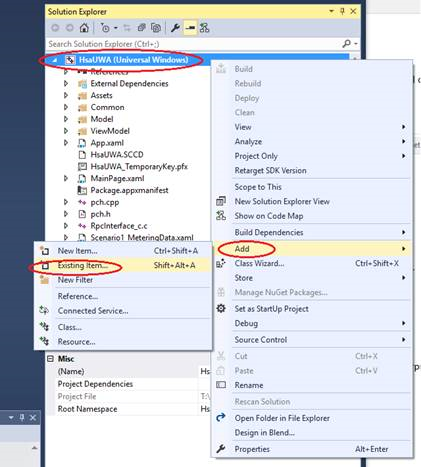 Solution Explorer
Search Solution Explorer (Ctrl+;)
HsaUWA (Universal Windows)
References
External Dependencies
Assets
Common
Model
ViewModel
App.xaml
HsaUWA.SCCD
HsaUWA_TemporaryKey.pfx
MainPage.xaml
Package.appxmanifest
pch.cpp
pch.h
RpcInterface_c.c
Scenario1_MeteringData.xaml
Build
Rebuild
Deploy
Clean
View
Analyze
Project Only
Retarget SDK Version
Scope to This
New Solution Explorer View
Show on Code Map
Build Dependencies
Add
Class Wizard... Ctrl+Shift+X
Store
Manage NuGet Packages...
Set as StartUp Project
Debug
Source Control
Cut Ctrl+X
Paste Ctrl+V
Rename
Rescan Solution
Open Folder in File Explorer
Design in Blend...
Properties Alt+Enter
New Item... Ctrl+Shift+A
Existing Item... Shift+Alt+A
New Filter
Reference...
Connected Service...
Class...
Resource...
Misc
(Name) Hs
Project Dependencies
Project File T:\
Root Namespace Hs